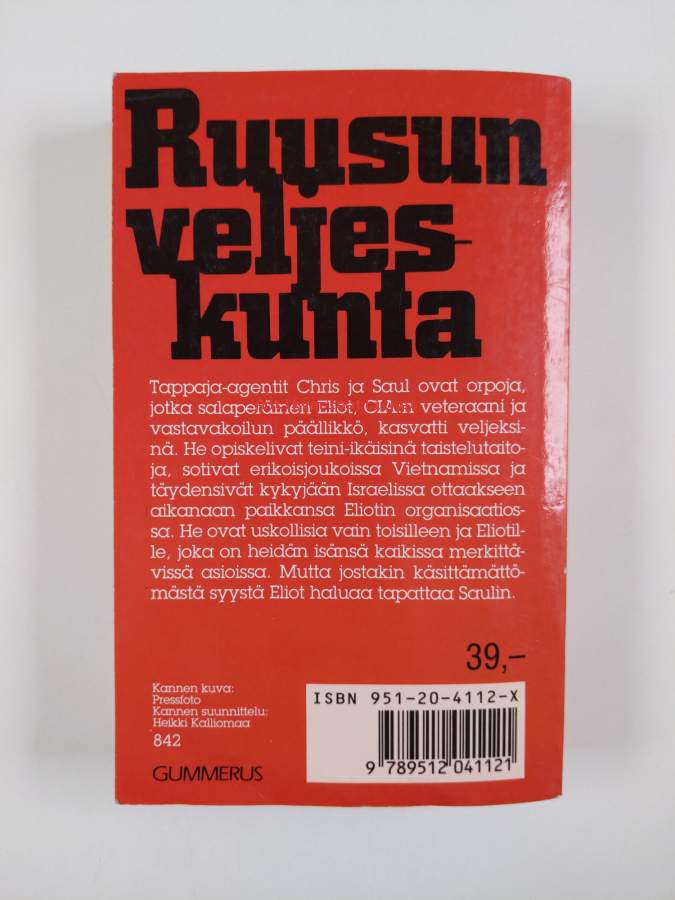 Ruusun
veljes-
kunta
Tappaja-agentit Chris ja Saul ovat orpoja,
jotka salaperäinen Eliot, CIA:n veteraani ja
vastavakoilun päällikkö, kasvatti veljeksi-
nä. He opiskelivat teini-ikäisinä taistelutaito-
ja, sotivat erikoisjoukoissa Vietnamissa ja
täydensivät kykyjään Israelissa ottaakseen
aikanaan paikkansa Eliotin organisaatios-
sa. He ovat uskollisia vain toisilleen ja Eliotil-
le, joka on heidän isänsä kaikissa merkittä-
vissä asioissa. Mutta jostakin käsittämättö-
mästä syystä Eliot haluaa tapattaa Saulin.
39,–
Kannen kuva:
Pressfoto
Kannen suunnittelu:
Heikki Kalliomaa
842
GUMMERUS
ISBN 951-20-4112-X
9 789512 041121